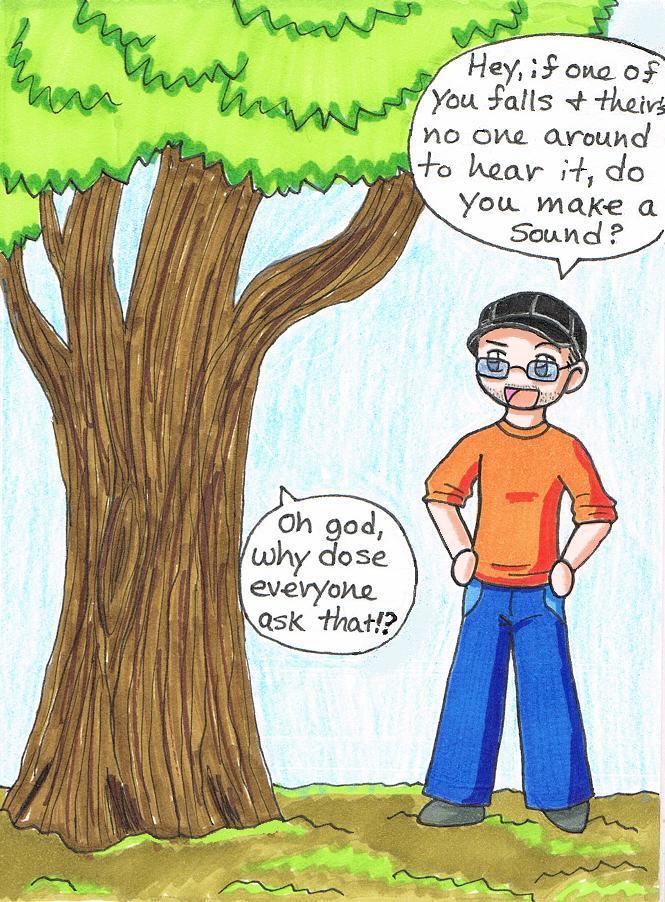 Hey, if one of
you falls & their's
no one around
to hear it, do
you make a
sound?
Oh god,
why dose
everyone
ask that!?